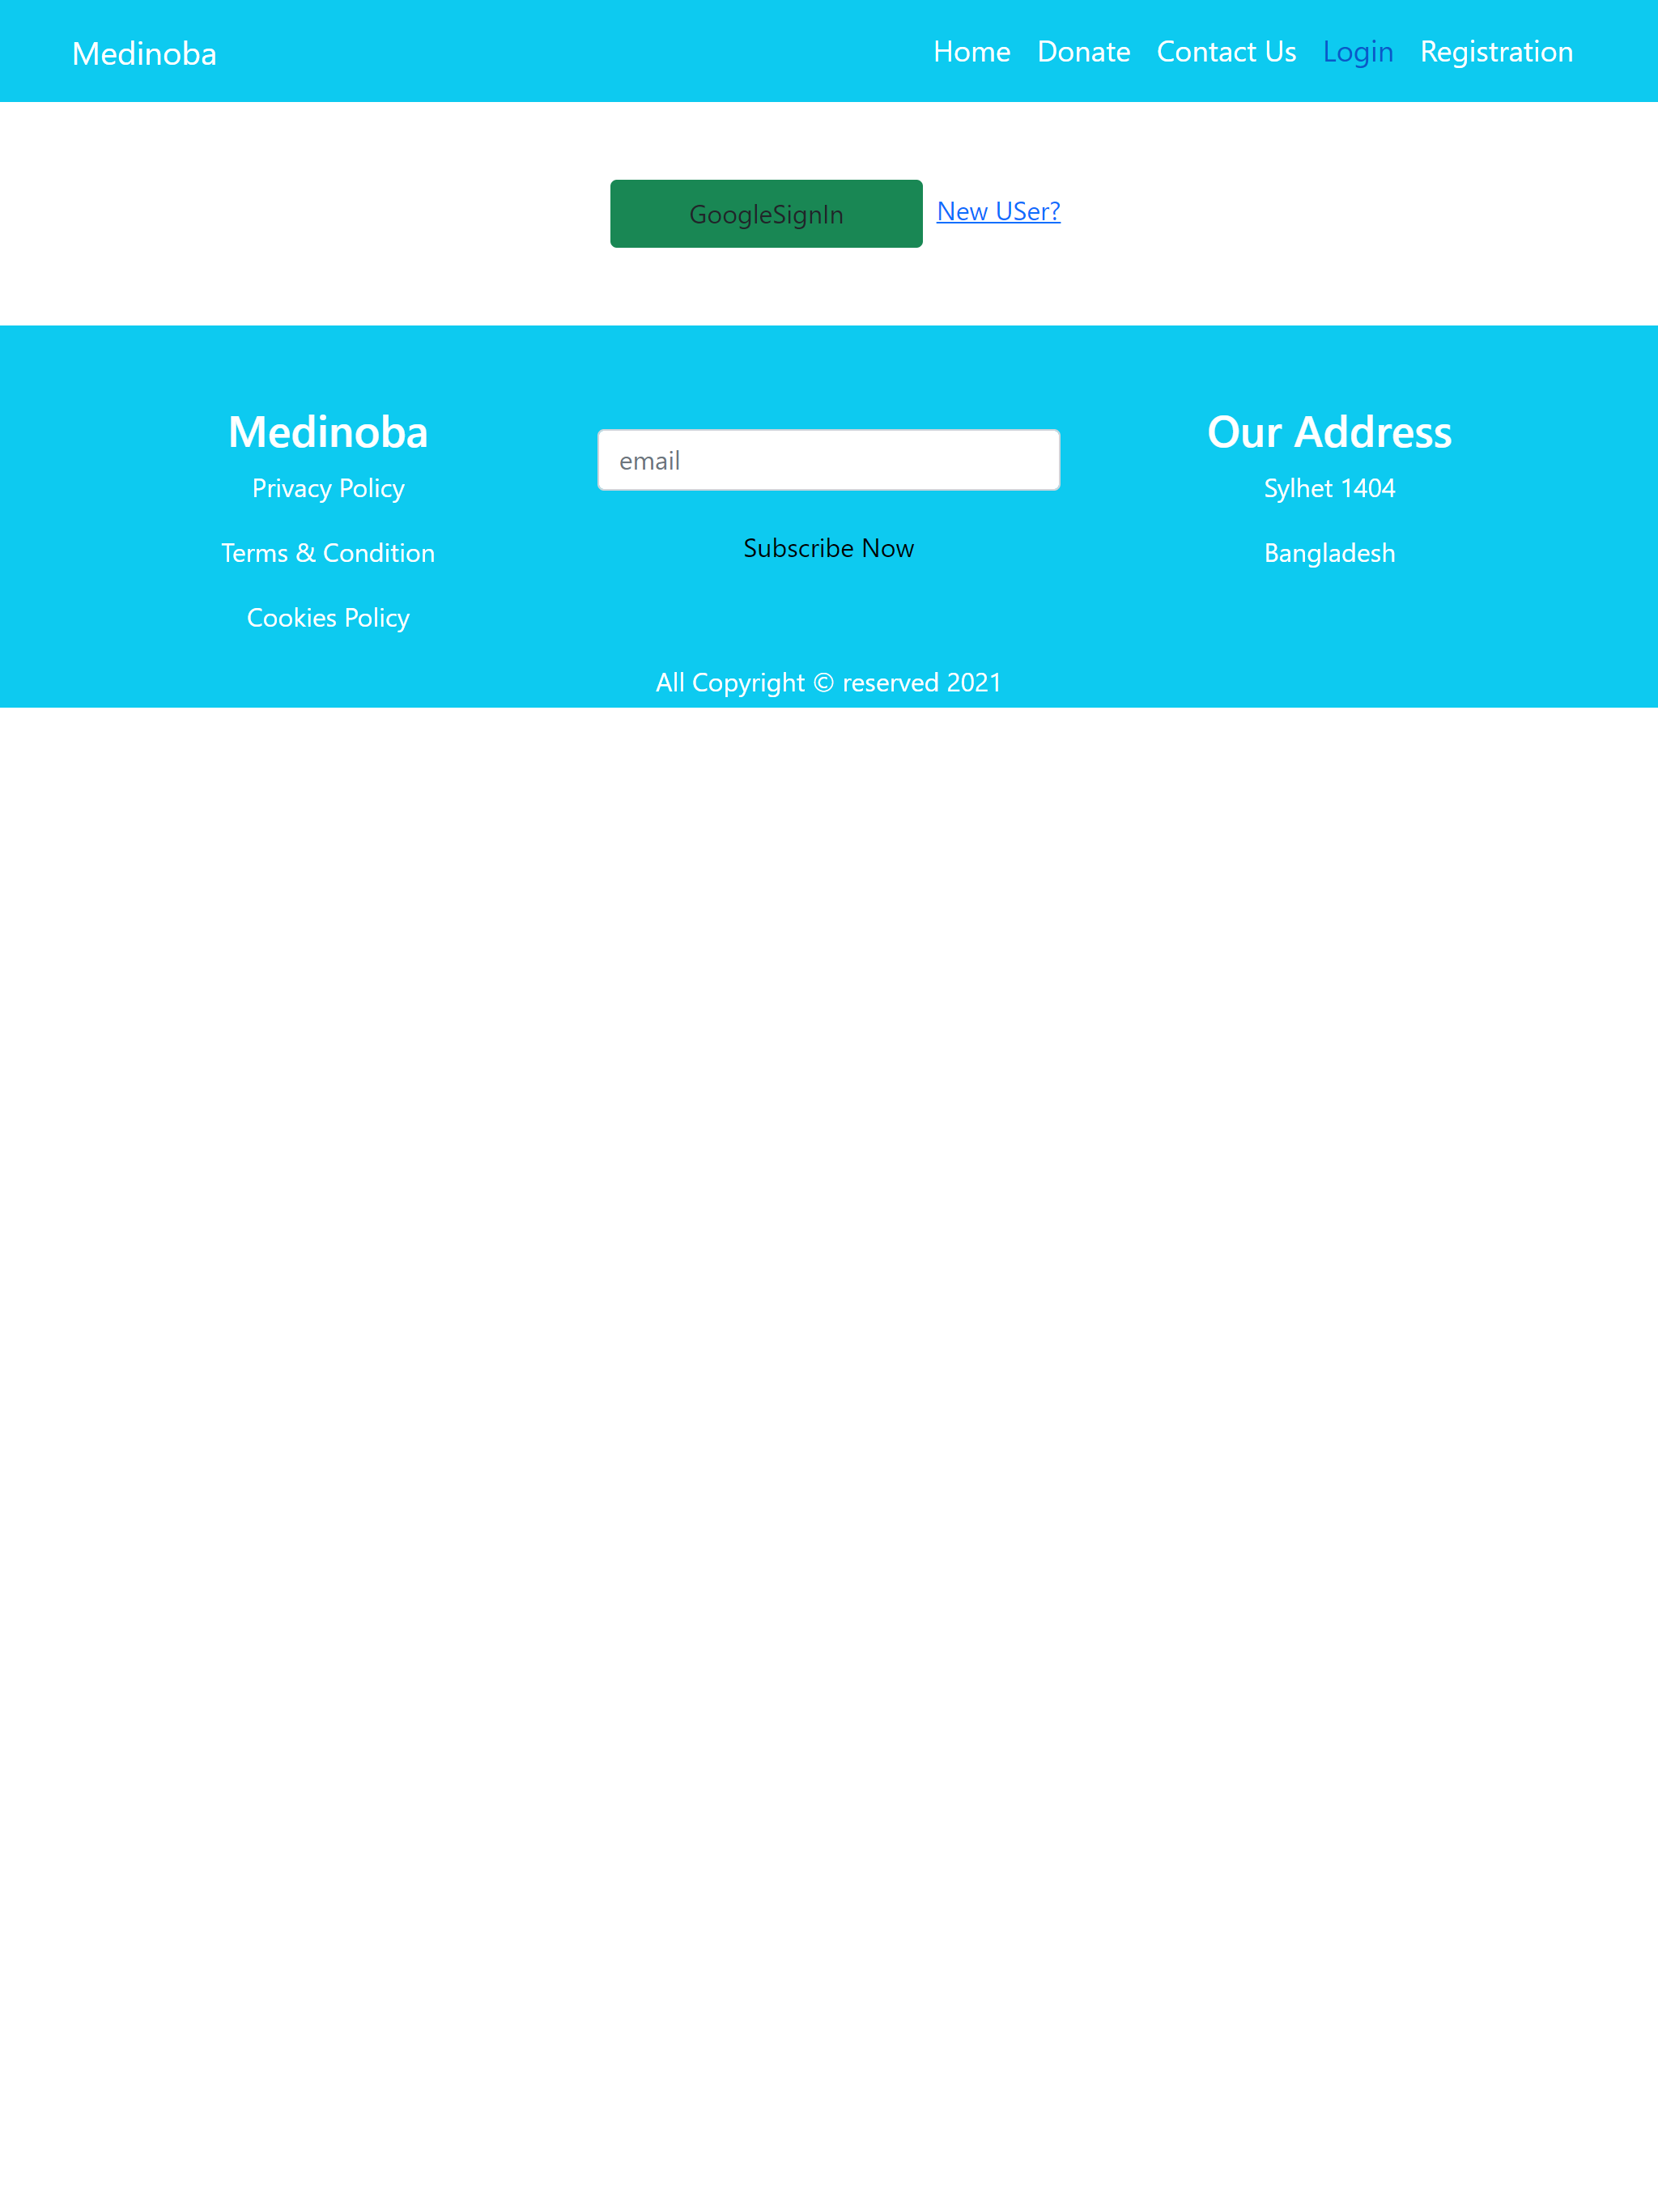 Medinoba
Home Donate Contact Us Login Registration
GoogleSignIn New USer?
Medinoba
Privacy Policy
Terms & Condition
Cookies Policy
email
Subscribe Now
Our Address
Sylhet 1404
Bangladesh
All Copyright © reserved 2021